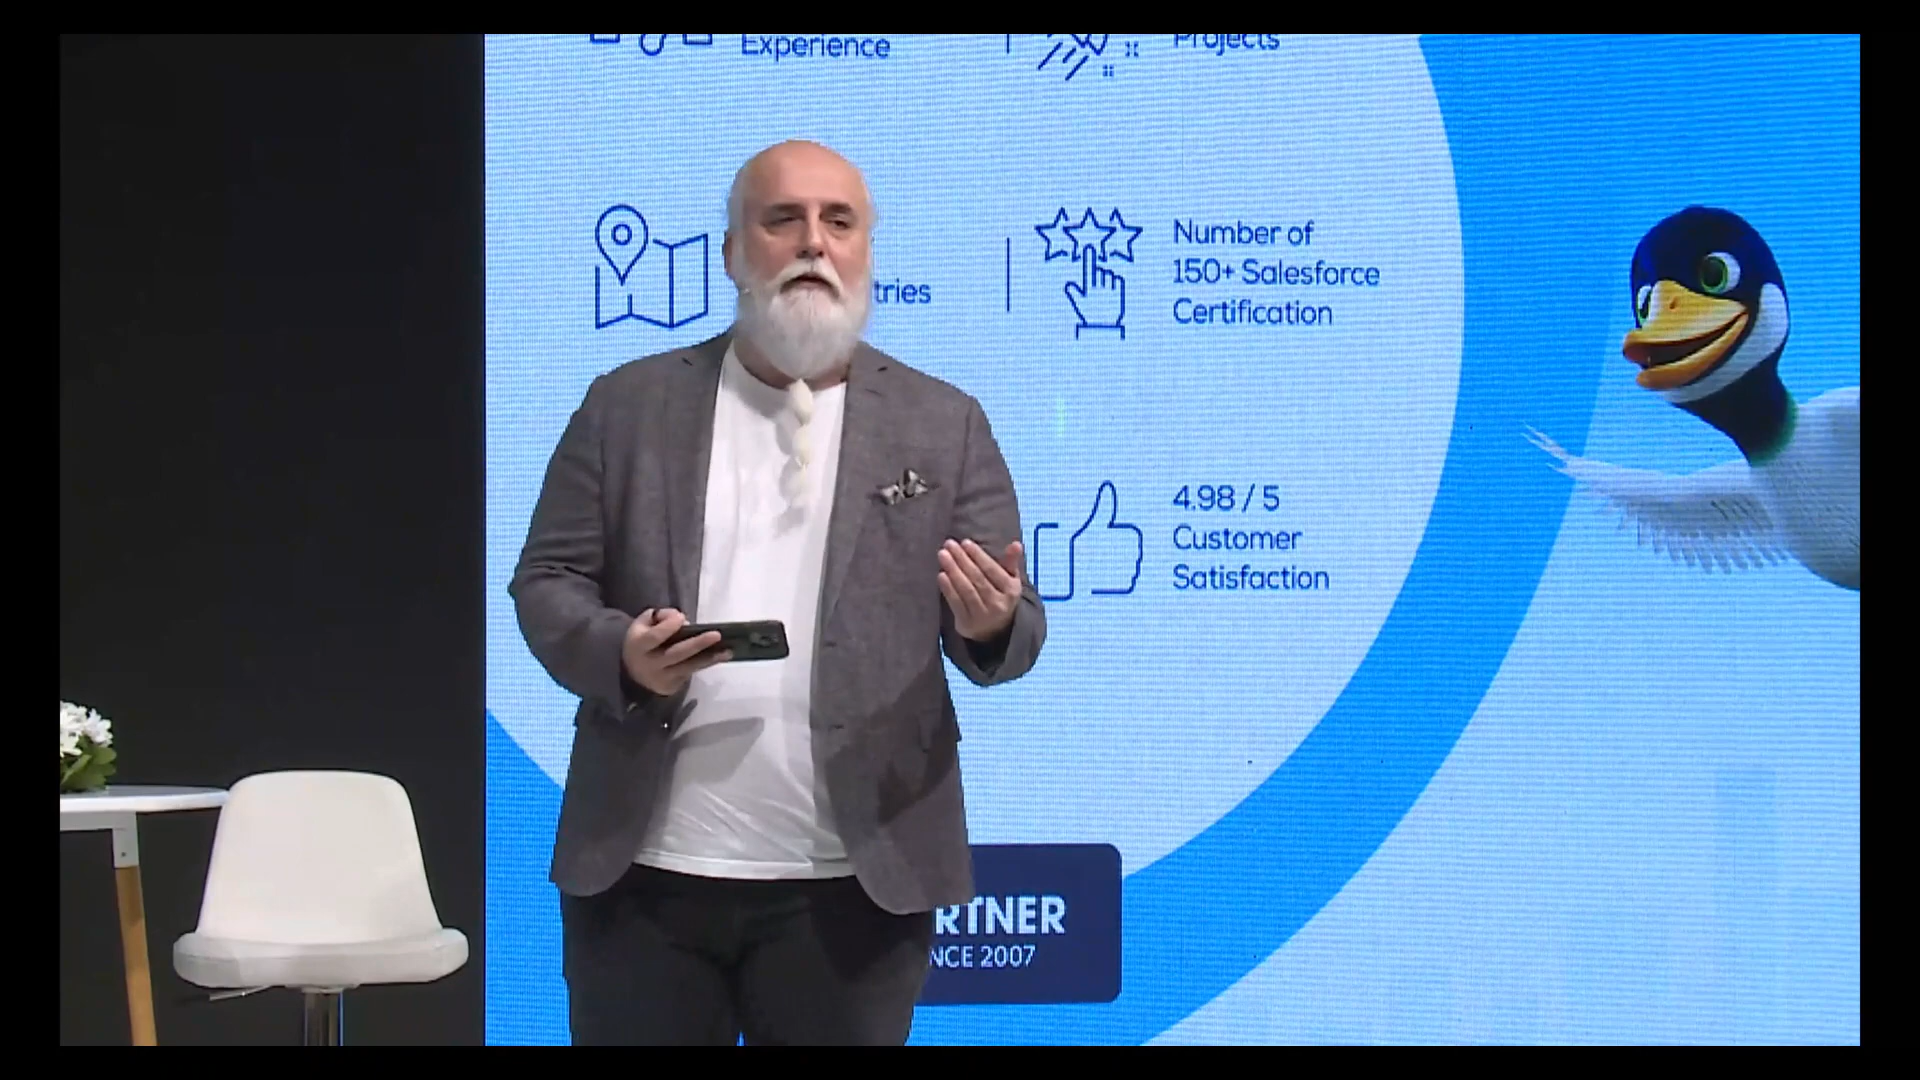 Experience
Projects
tries
Number of
150+ Salesforce
Certification
4.98 / 5
Customer
Satisfaction
RTNER
NCE 2007